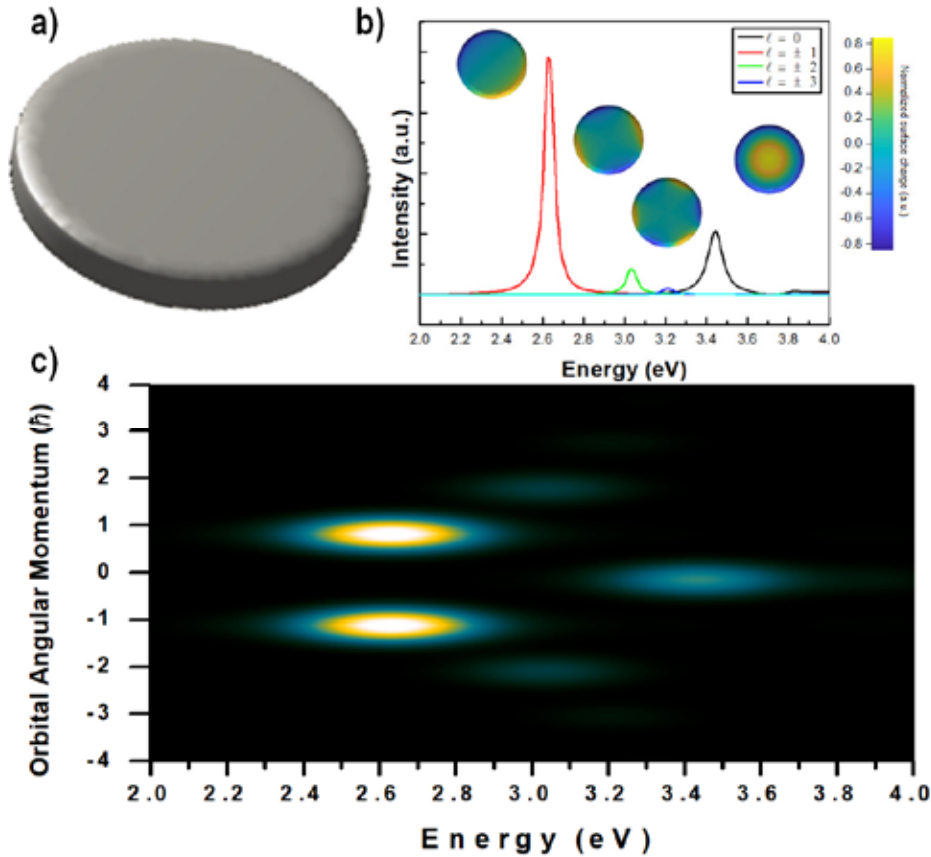 a)
b)
ℓ = 0
ℓ = ± 1
ℓ = ± 2
ℓ = ± 3
Intensity (a.u.)
2.0 2.2 2.4 2.6 2.8 3.0 3.2 3.4 3.6 3.8 4.0
Energy (eV)
0.8
0.6
0.4
0.2
0.0
-0.2
-0.4
-0.6
-0.8
Normalized surface charge (a.u.)
c)
Orbital Angular Momentum (ℏ)
4
3
2
1
0
-1
-2
-3
-4
2.0 2.2 2.4 2.6 2.8 3.0 3.2 3.4 3.6 3.8 4.0
Energy (eV)